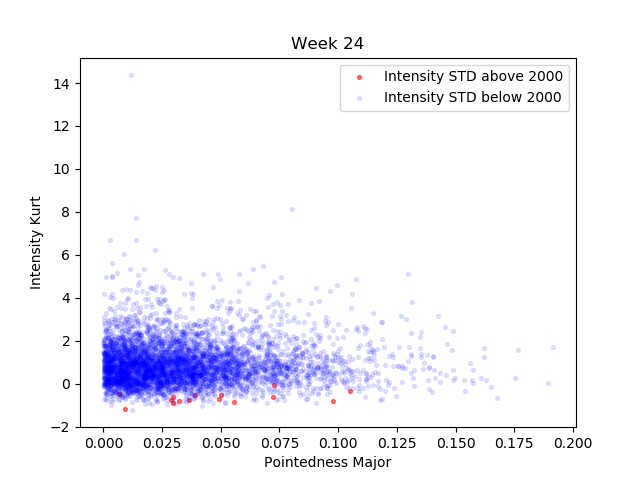 Week 24
Intensity STD above 2000
Intensity STD below 2000
14
12
10
8
6
4
2
0
−2
Intensity Kurt
0.000 0.025 0.050 0.075 0.100 0.125 0.150 0.175 0.200
Pointedness Major